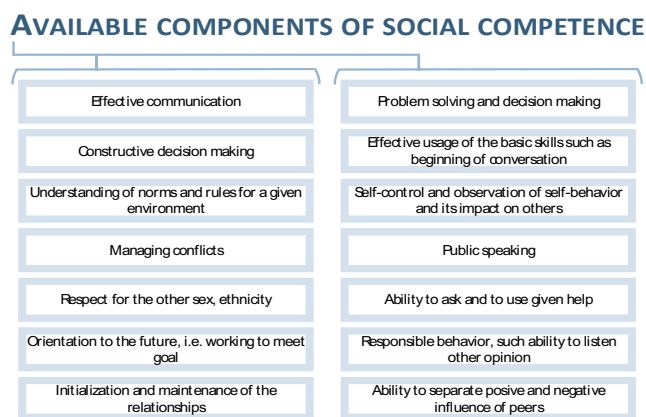 AVAILABLE COMPONENTS OF SOCIAL COMPETENCE
Effective communication
Constructive decision making
Understanding of norms and rules for a given
environment
Managing conflicts
Respect for the other sex, ethnicity
Orientation to the future, i.e. working to meet
goal
Initialization and maintenance of the
relationships
Problem solving and decision making
Effective usage of the basic skills such as
beginning of conversation
Self-control and observation of self-behavior
and its impact on others
Public speaking
Ability to ask and to use given help
Responsible behavior, such ability to listen
other opinion
Ability to separate posive and negative
influence of peers